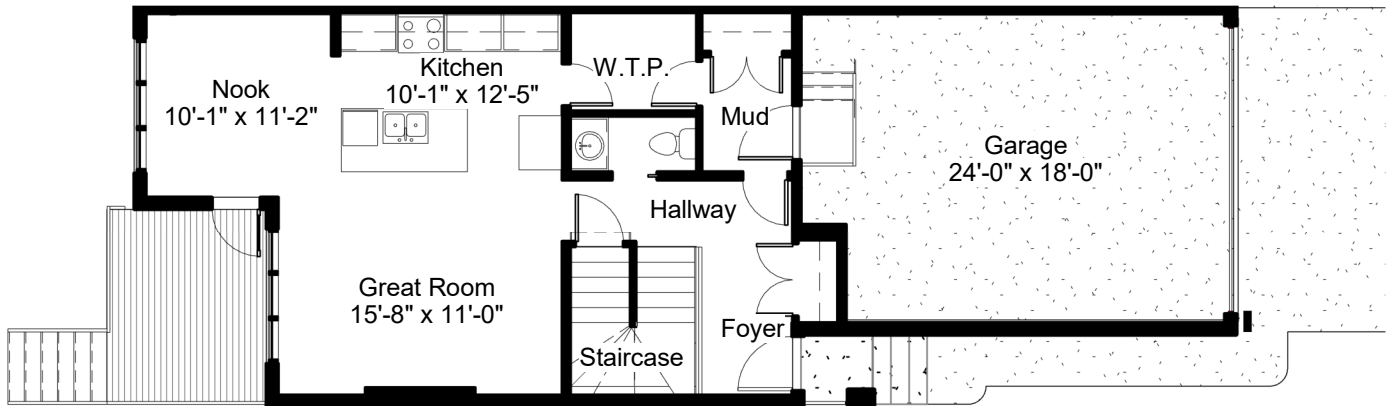 Nook
10'-1" x 11'-2"
Kitchen
10'-1" x 12'-5"
W.T.P.
Mud
Garage
24'-0" x 18'-0"
Hallway
Great Room
15'-8" x 11'-0"
Foyer
Staircase